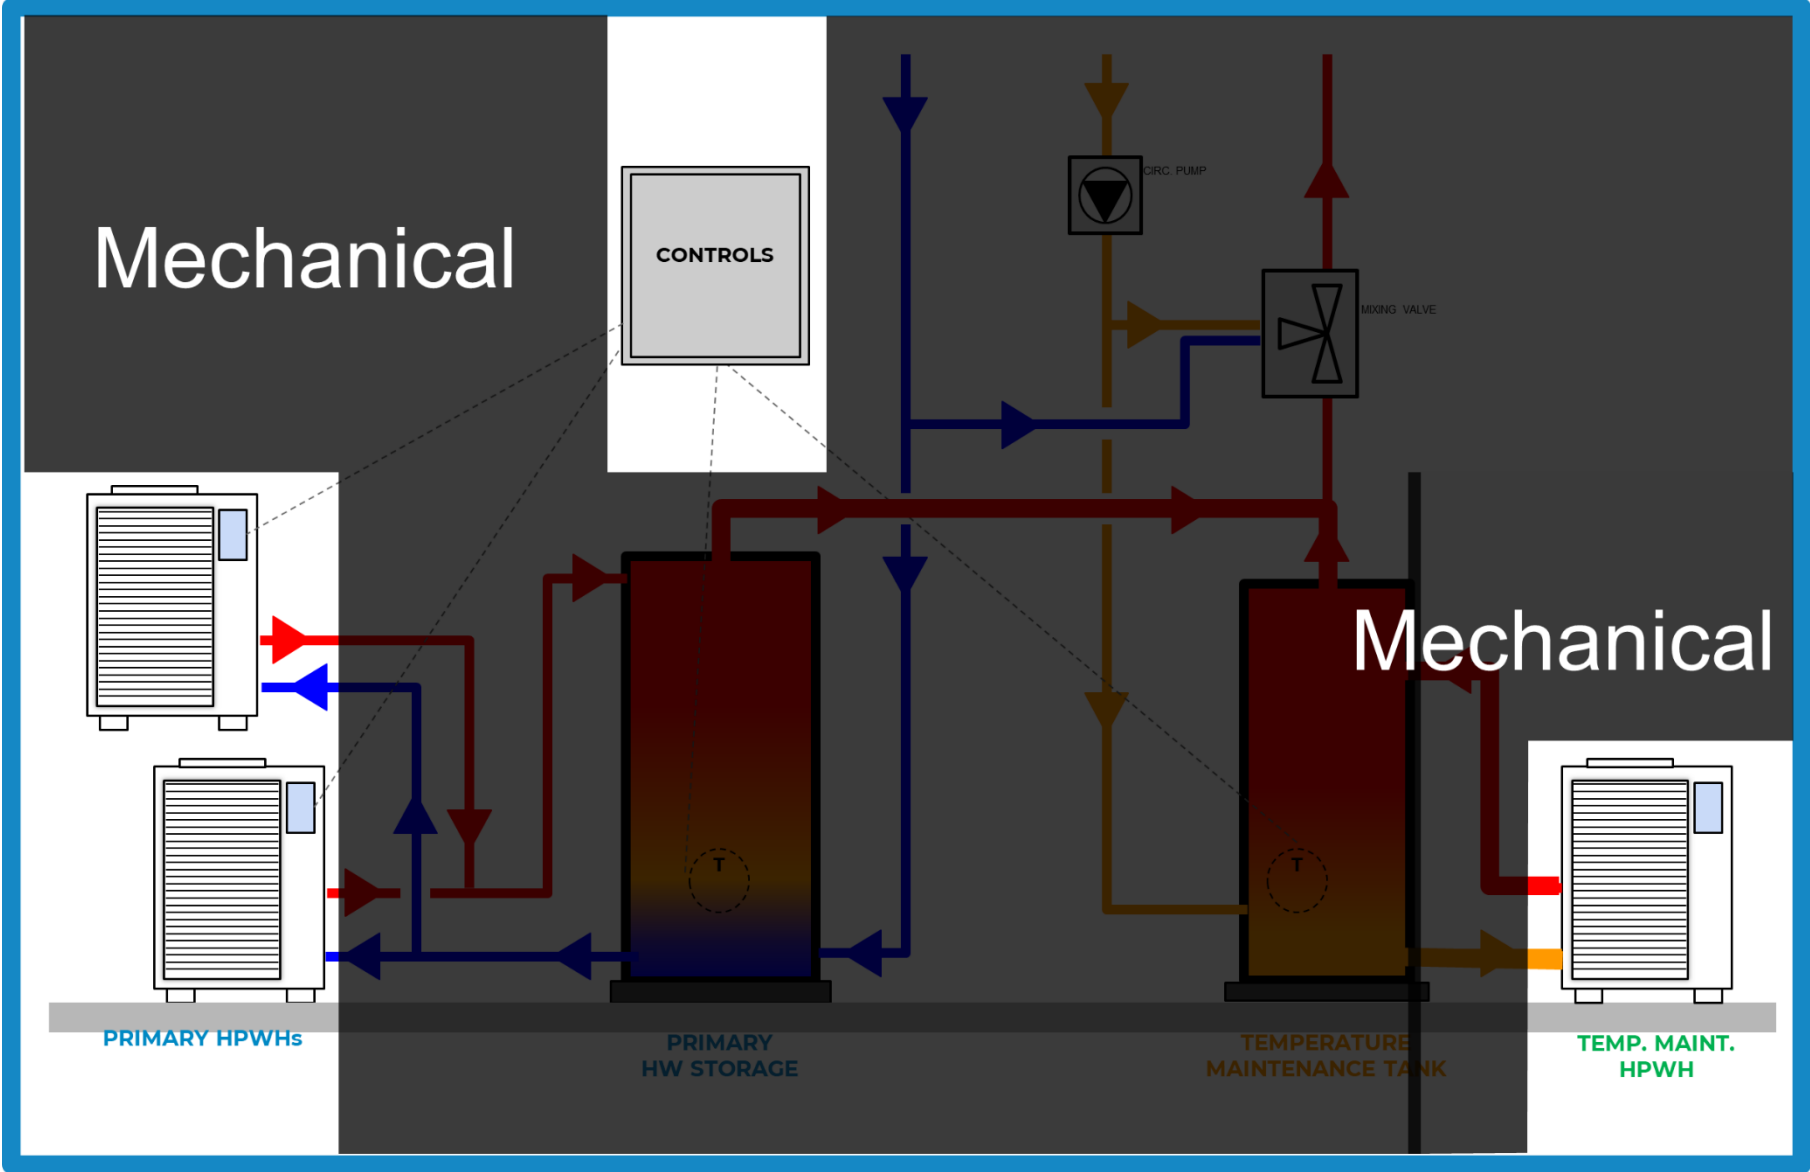 CIRC. PUMP
Mechanical
CONTROLS
MIXING VALVE
Mechanical
T
T
PRIMARY HPWHs
PRIMARY
HW STORAGE
TEMPERATURE
MAINTENANCE TANK
TEMP. MAINT.
HPWH